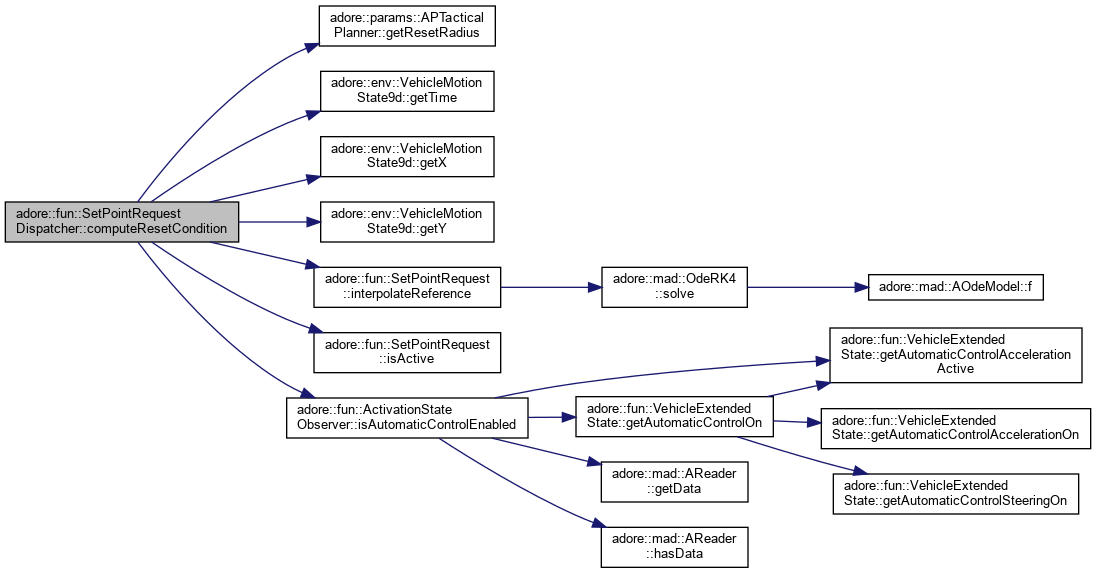 adore::params::APTactical
Planner::getResetRadius
adore::env::VehicleMotion
State9d::getTime
adore::env::VehicleMotion
State9d::getX
adore::fun::SetPointRequest
Dispatcher::computeResetCondition
adore::env::VehicleMotion
State9d::getY
adore::fun::SetPointRequest
::interpolateReference
adore::mad::OdeRK4
::solve
adore::mad::AOdeModel::f
adore::fun::SetPointRequest
::isActive
adore::fun::VehicleExtended
State::getAutomaticControlAcceleration
Active
adore::fun::ActivationState
Observer::isAutomaticControlEnabled
adore::fun::VehicleExtended
State::getAutomaticControlOn
adore::fun::VehicleExtended
State::getAutomaticControlAccelerationOn
adore::mad::AReader
::getData
adore::fun::VehicleExtended
State::getAutomaticControlSteeringOn
adore::mad::AReader
::hasData